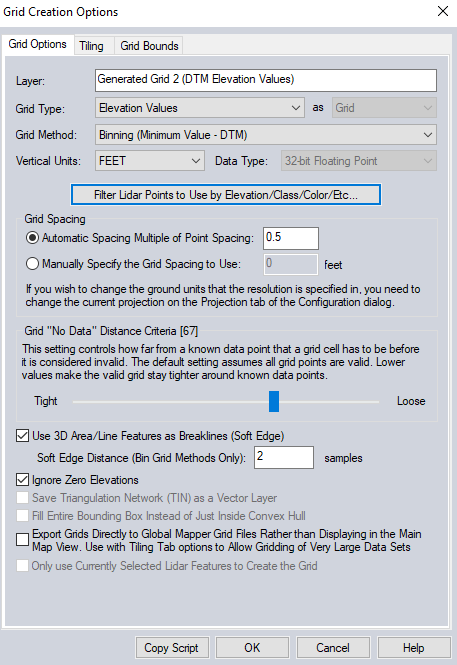 Grid Creation Options
Grid Options Tiling Grid Bounds
Layer: Generated Grid 2 (DTM Elevation Values)
Grid Type: Elevation Values as Grid
Grid Method: Binning (Minimum Value - DTM)
Vertical Units: FEET Data Type: 32-bit Floating Point
Filter Lidar Points to Use by Elevation/Class/Color/Etc...
Grid Spacing
Automatic Spacing Multiple of Point Spacing: 0.5
Manually Specify the Grid Spacing to Use: 0 feet
If you wish to change the ground units that the resolution is specified in, you need to
change the current projection on the Projection tab of the Configuration dialog.
Grid "No Data" Distance Criteria [67]
This setting controls how far from a known data point that a grid cell has to be before
it is considered invalid. The default setting assumes all grid points are valid. Lower
values make the valid grid stay tighter around known data points.
Tight Loose
Use 3D Area/Line Features as Breaklines (Soft Edge)
Soft Edge Distance (Bin Grid Methods Only): 2 samples
Ignore Zero Elevations
Save Triangulation Network (TIN) as a Vector Layer
Fill Entire Bounding Box Instead of Just Inside Convex Hull
Export Grids Directly to Global Mapper Grid Files Rather than Displaying in the Main
Map View. Use with Tiling Tab options to Allow Gridding of Very Large Data Sets
Only use Currently Selected Lidar Features to Create the Grid
Copy Script OK Cancel Help